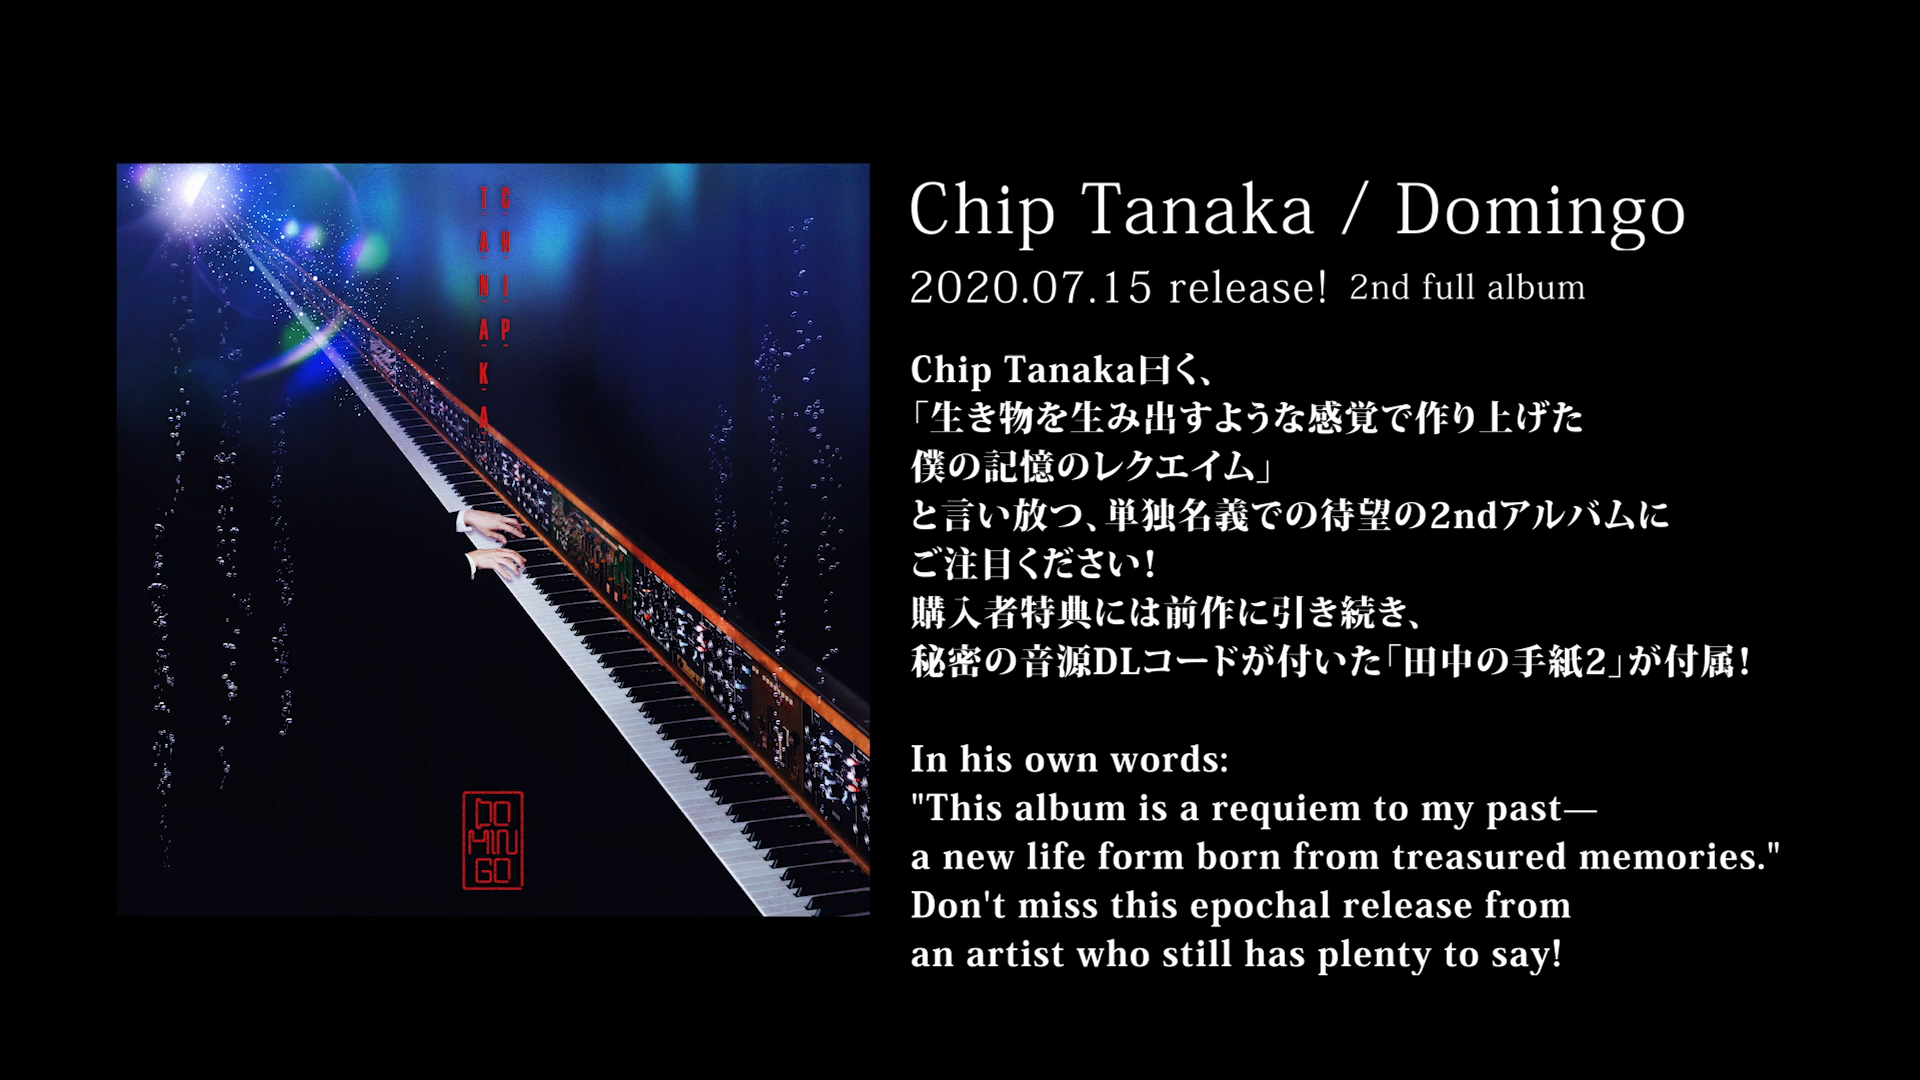 CHIP
TANAKA
DO
MIN
GO
Chip Tanaka / Domingo
2020.07.15 release! 2nd full album
Chip Tanaka曰く、
「生き物を生み出すような感覚で作り上げた
僕の記憶のレクエイム」
と言い放つ、単独名義での待望の2ndアルバムに
ご注目ください!
購入者特典には前作に引き続き、
秘密の音源DLコードが付いた「田中の手紙2」が付属!
In his own words:
"This album is a requiem to my past—
a new life form born from treasured memories."
Don't miss this epochal release from
an artist who still has plenty to say!